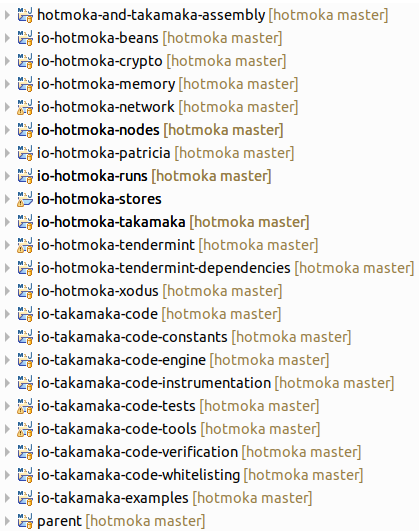 hotmoka-and-takamaka-assembly [hotmoka master]
io-hotmoka-beans [hotmoka master]
io-hotmoka-crypto [hotmoka master]
io-hotmoka-memory [hotmoka master]
io-hotmoka-network [hotmoka master]
io-hotmoka-nodes [hotmoka master]
io-hotmoka-patricia [hotmoka master]
io-hotmoka-runs [hotmoka master]
io-hotmoka-stores
io-hotmoka-takamaka [hotmoka master]
io-hotmoka-tendermint [hotmoka master]
io-hotmoka-tendermint-dependencies [hotmoka master]
io-hotmoka-xodus [hotmoka master]
io-takamaka-code [hotmoka master]
io-takamaka-code-constants [hotmoka master]
io-takamaka-code-engine [hotmoka master]
io-takamaka-code-instrumentation [hotmoka master]
io-takamaka-code-tests [hotmoka master]
io-takamaka-code-tools [hotmoka master]
io-takamaka-code-verification [hotmoka master]
io-takamaka-code-whitelisting [hotmoka master]
io-takamaka-examples [hotmoka master]
parent [hotmoka master]